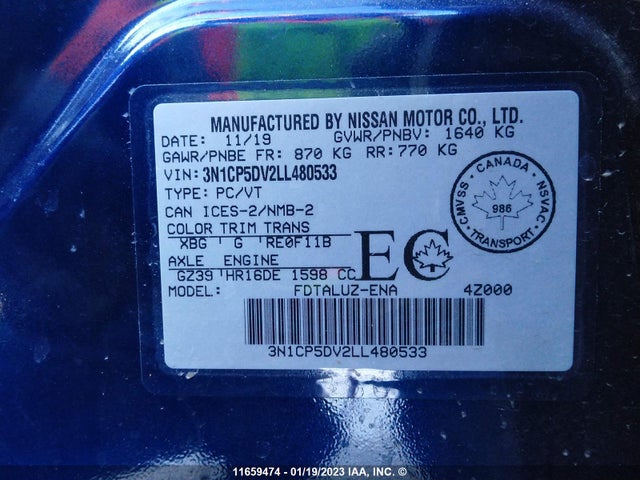 MANUFACTURED BY NISSAN MOTOR CO., LTD.
DATE: 11/19 GVWR/PNBV: 1640 KG
GAWR/PNBE FR: 870 KG RR: 770 KG
VIN: 3N1CP5DV2LL480533
TYPE: PC/VT
CAN ICES-2/NMB-2
COLOR TRIM TRANS
XBG G RE0F11B
AXLE ENGINE
GZ39 HR16DE 1598 CC
EC
CANADA
CMVSS NSVAC
986
TRANSPORT
MODEL: FDTALUZ-ENA 4Z000
3N1CP5DV2LL480533
11659474 - 01/19/2023 IAA, INC. ©